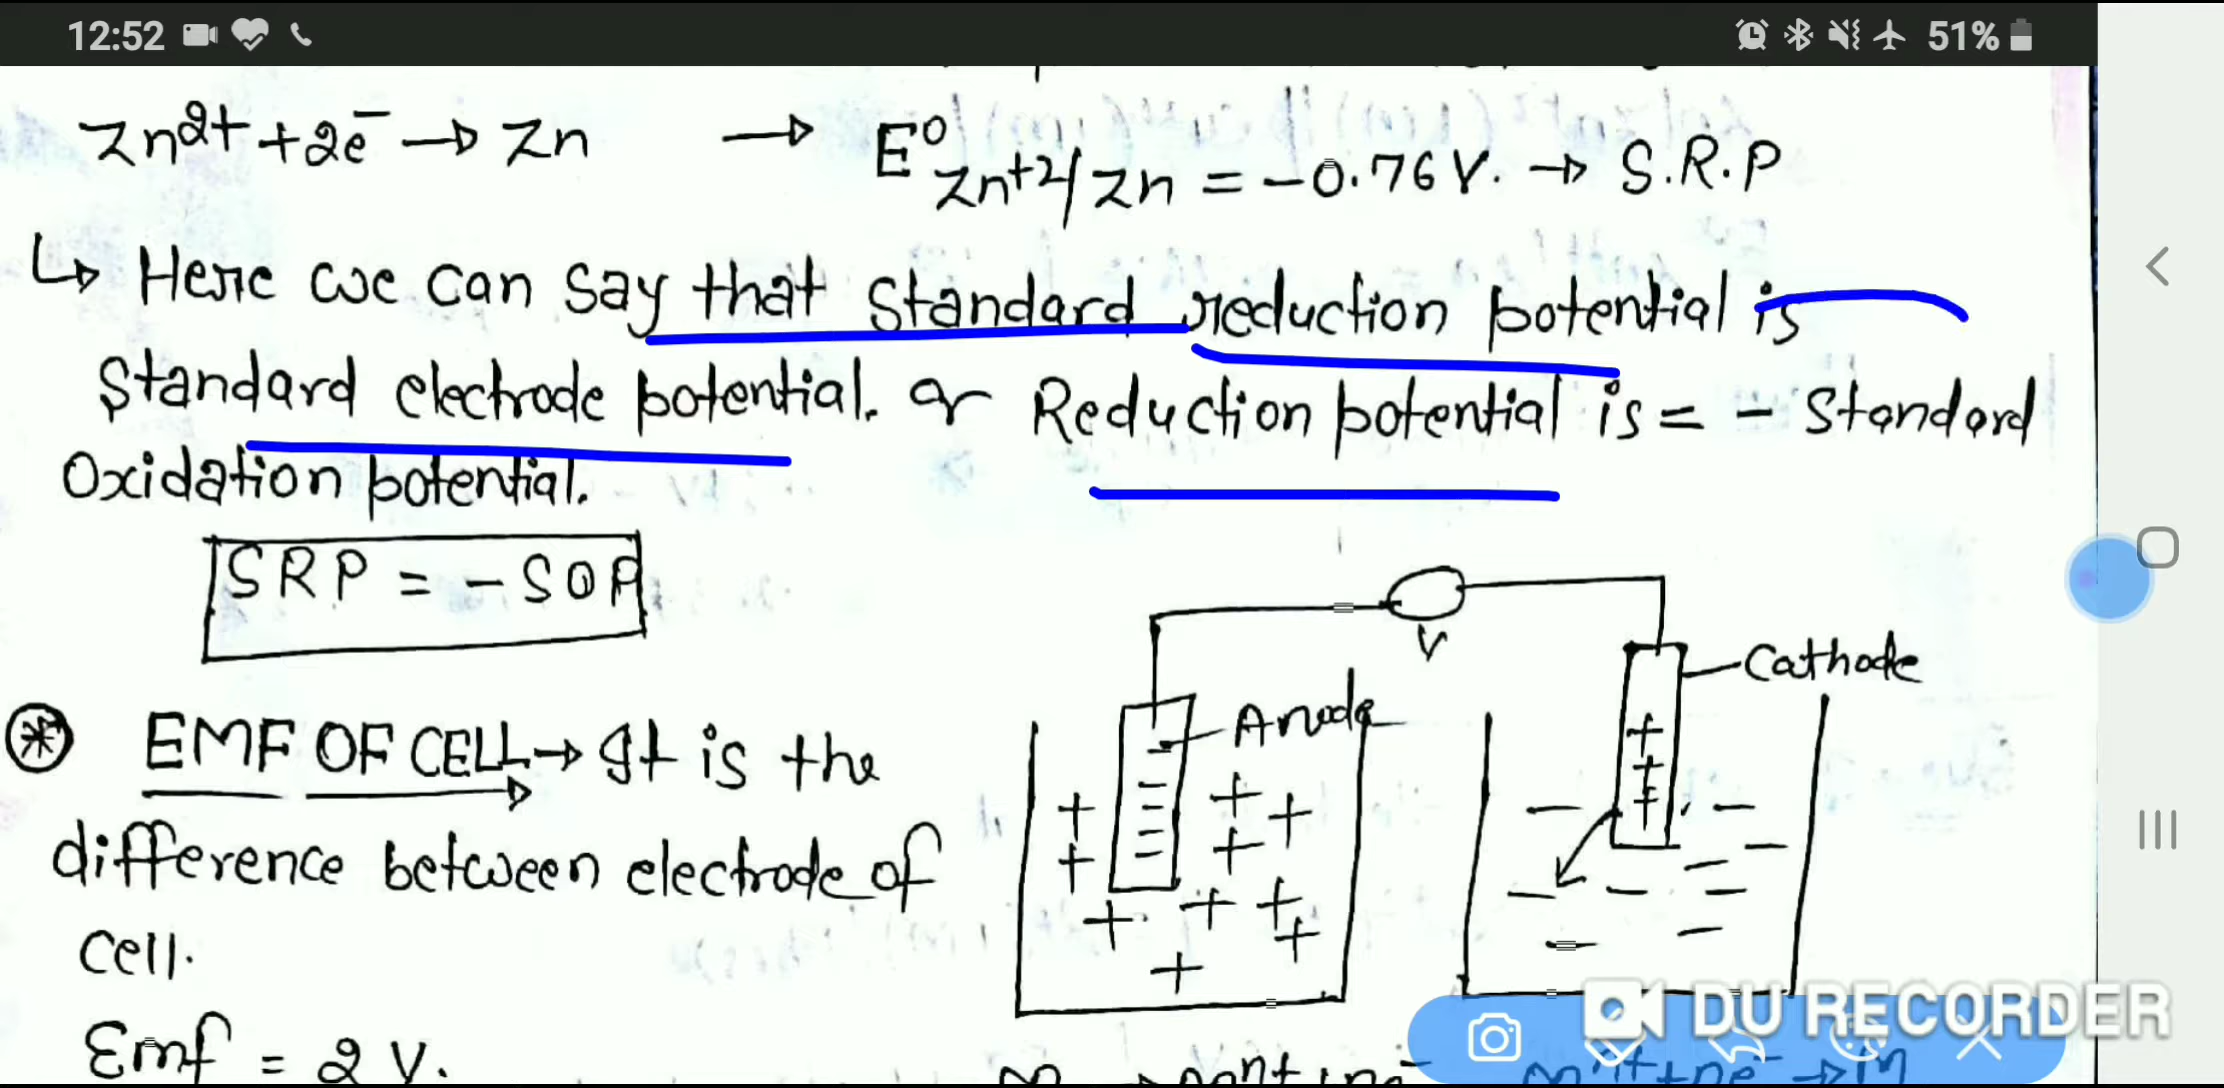 12:52
51%
Zn2+ + 2e⁻ → Zn → E⁰ Zn+2/Zn = -0.76 V. → S.R.P
↳ Here we can say that standard reduction potential is
Standard electrode potential. or Reduction potential is = - Standard
Oxidation potential.
SRP = - SOP
V
Cathode
Anode
EMF OF CELL → It is the
difference between electrode of
cell.
Emf = 2 V.
DU RECORDER